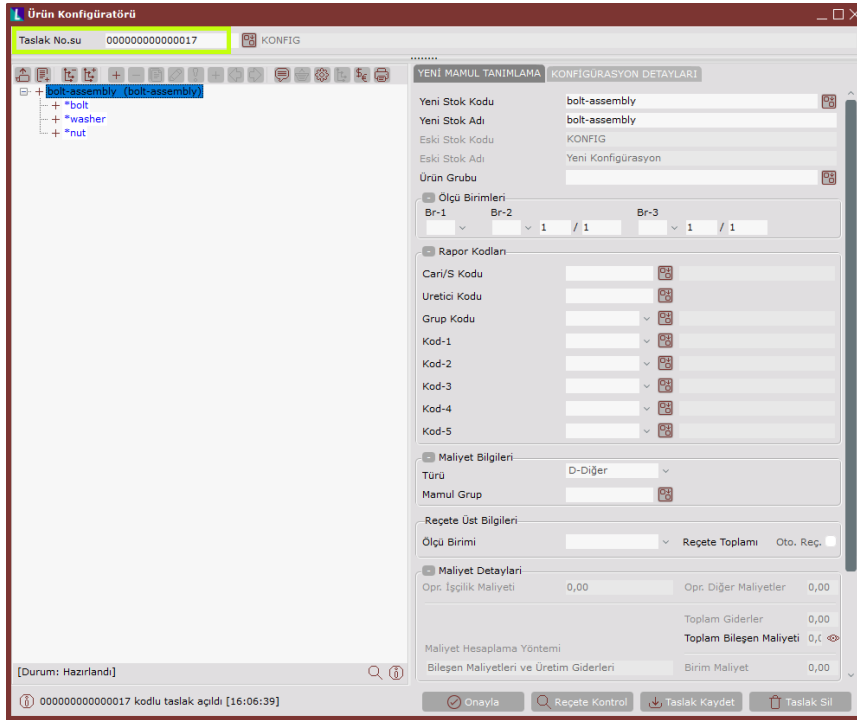 Ürün Konfigüratörü
Taslak No.su 000000000000017 KONFIG
bolt-assembly (bolt-assembly)
*bolt
*washer
*nut
YENİ MAMUL TANIMLAMA KONFİGÜRASYON DETAYLARI
Yeni Stok Kodu bolt-assembly
Yeni Stok Adı bolt-assembly
Eski Stok Kodu KONFIG
Eski Stok Adı Yeni Konfigürasyon
Ürün Grubu
Ölçü Birimleri
Br-1 Br-2 Br-3
1 / 1 1 / 1
Rapor Kodları
Cari/S Kodu
Uretici Kodu
Grup Kodu
Kod-1
Kod-2
Kod-3
Kod-4
Kod-5
Maliyet Bilgileri
Türü D-Diğer
Mamul Grup
Reçete Üst Bilgileri
Ölçü Birimi Reçete Toplamı Oto. Reç.
Maliyet Detaylari
Opr. İşçilik Maliyeti 0,00 Opr. Diğer Maliyetler 0,00
Toplam Giderler 0,00
Toplam Bileşen Maliyeti 0,(
Maliyet Hesaplama Yöntemi
Bileşen Maliyetleri ve Üretim Giderleri Birim Maliyet 0,00
[Durum: Hazırlandı]
000000000000017 kodlu taslak açıldı [16:06:39] Onayla Reçete Kontrol Taslak Kaydet Taslak Sil